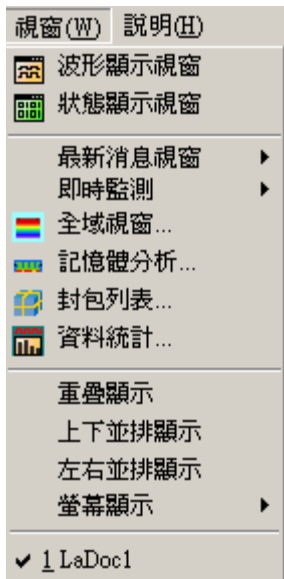 視窗(W) 說明(H)
波形顯示視窗
狀態顯示視窗
最新消息視窗
即時監測
全域視窗...
記憶體分析...
封包列表...
資料統計...
重疊顯示
上下並排顯示
左右並排顯示
螢幕顯示
1 LaDoc1